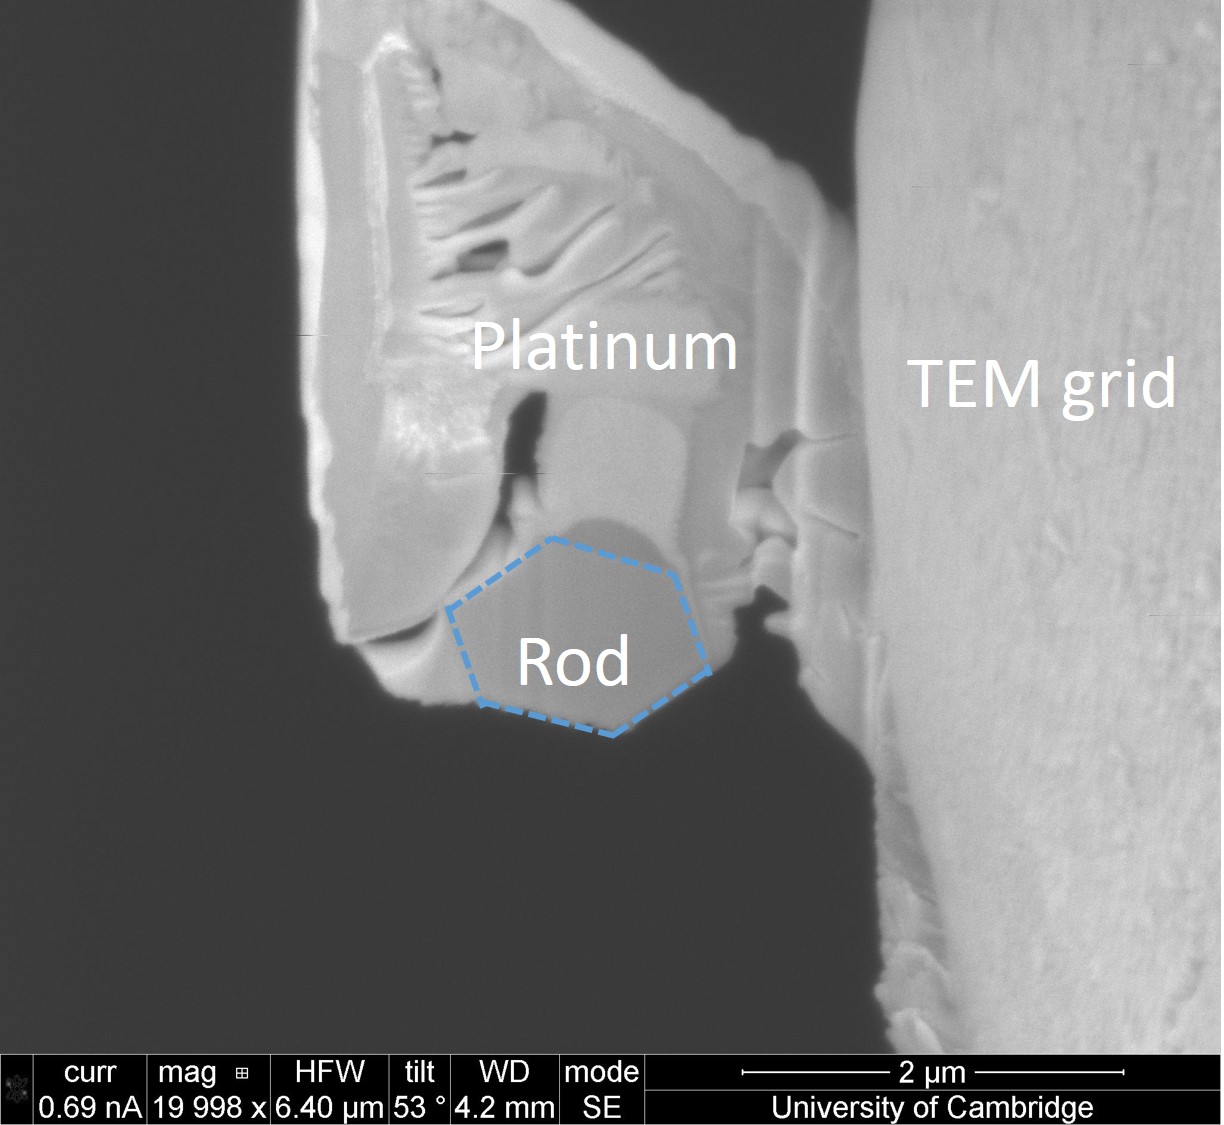 Platinum
TEM grid
Rod
curr mag HFW tilt WD mode 2 µm
0.69 nA 19 998 x 6.40 µm 53 ° 4.2 mm SE University of Cambridge